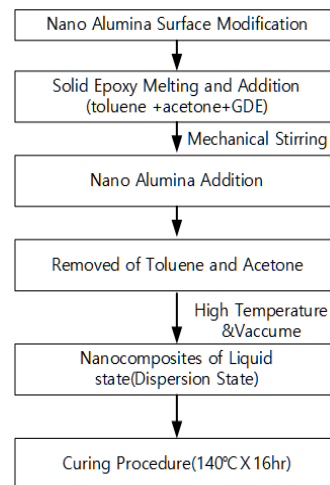 Nano Alumina Surface Modification
Solid Epoxy Melting and Addition
(toluene +acetone+GDE)
Mechanical Stirring
Nano Alumina Addition
Removed of Toluene and Acetone
High Temperature
&Vaccume
Nanocomposites of Liquid
state(Dispersion State)
Curing Procedure(140℃X16hr)